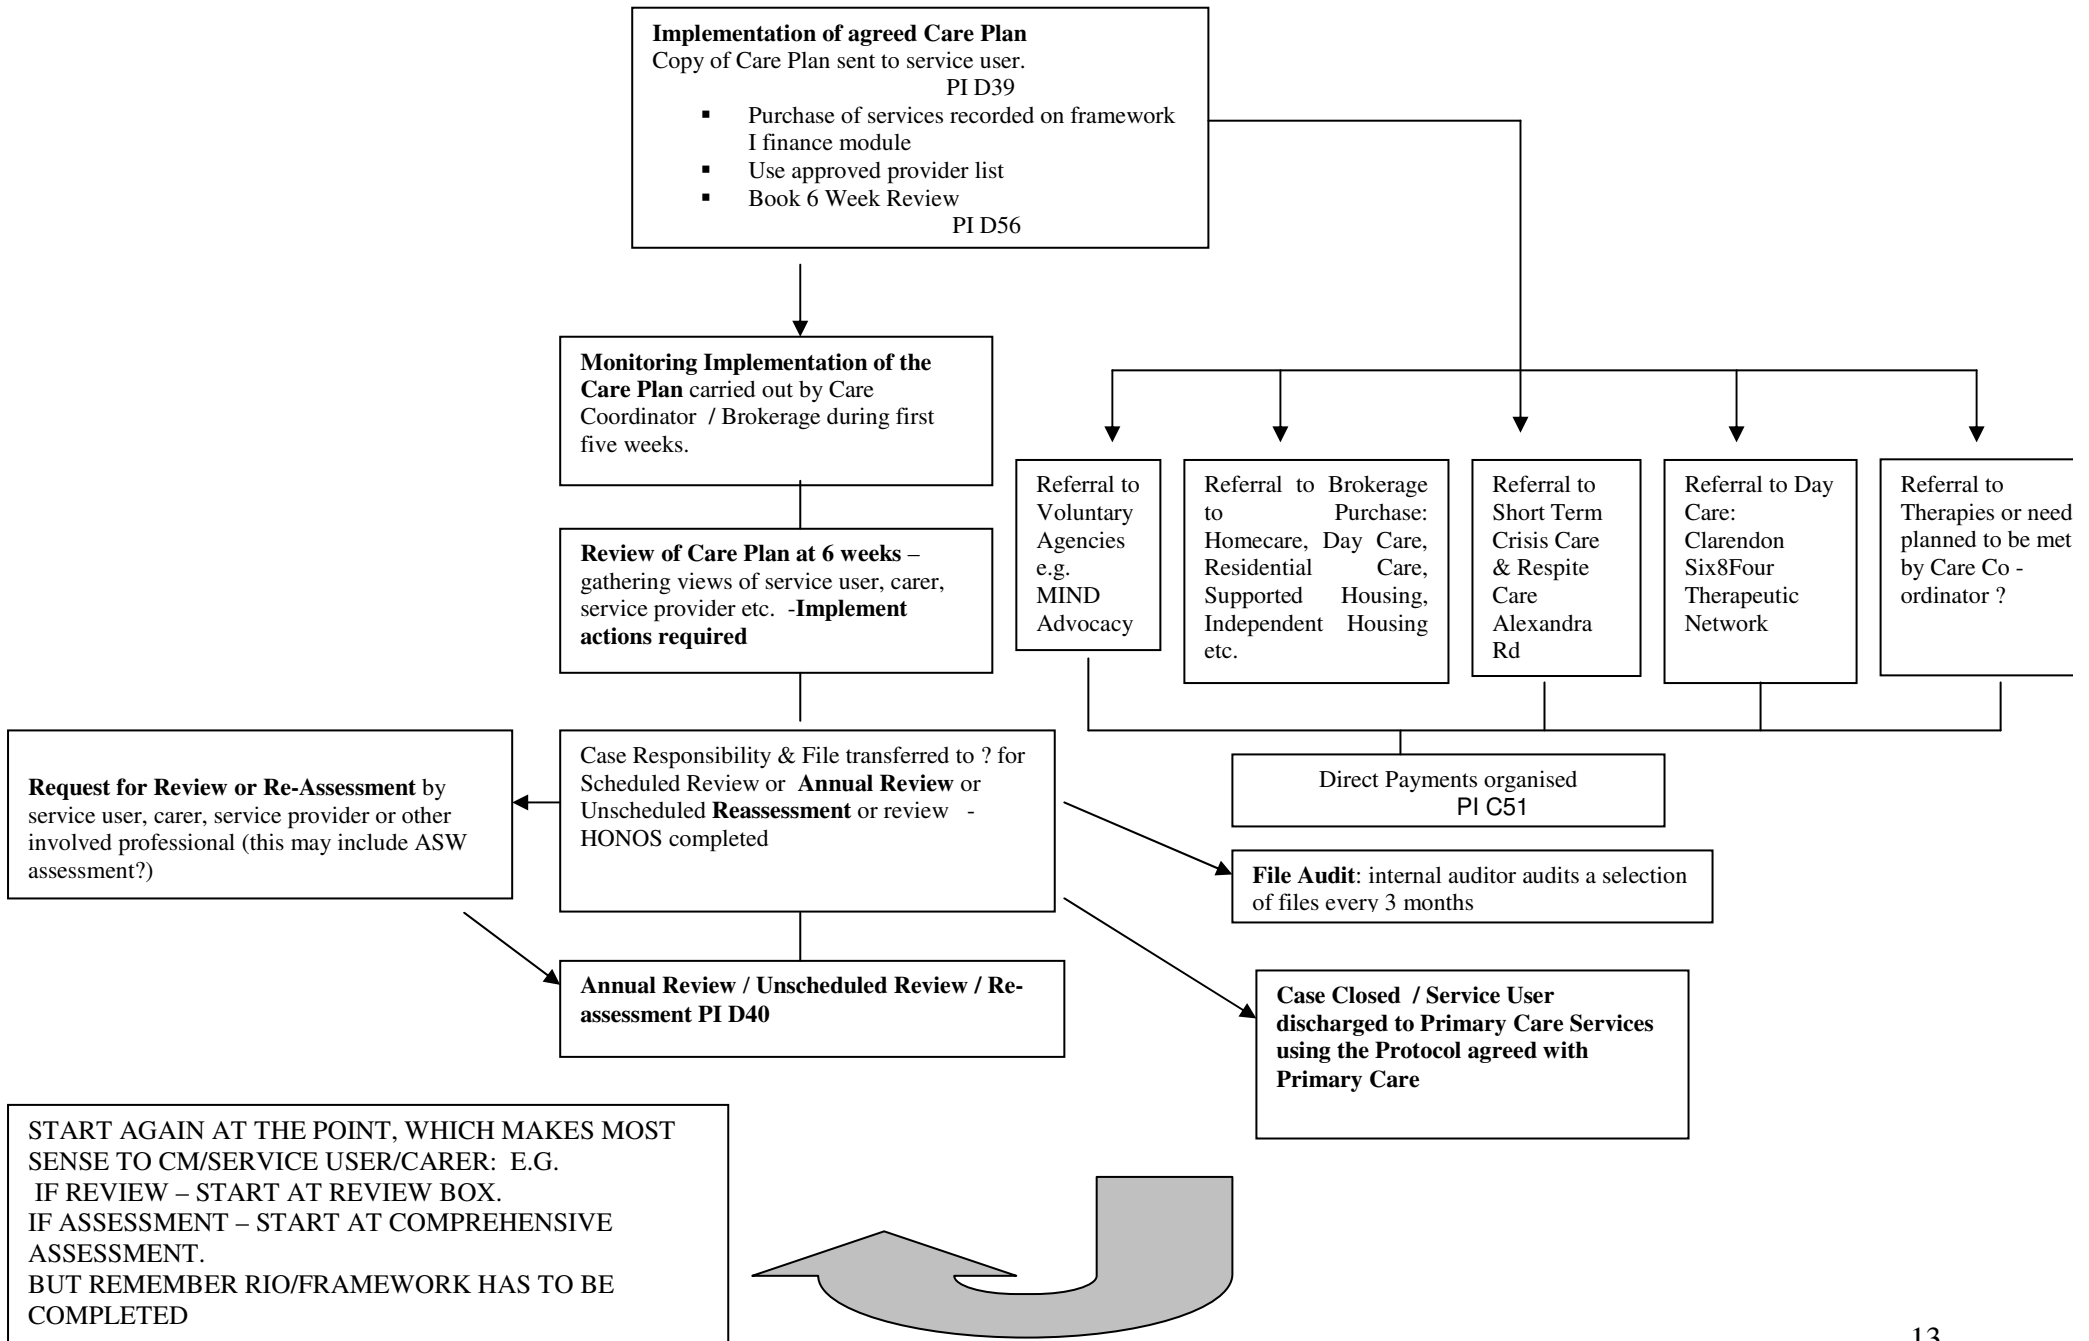 Implementation of agreed Care Plan
Copy of Care Plan sent to service user.
PI D39
▪ Purchase of services recorded on framework
I finance module
▪ Use approved provider list
▪ Book 6 Week Review
PI D56
Monitoring Implementation of the
Care Plan carried out by Care
Coordinator / Brokerage during first
five weeks.
Referral to
Voluntary
Agencies
e.g.
MIND
Advocacy
Referral to Brokerage
to Purchase:
Homecare, Day Care,
Residential Care,
Supported Housing,
Independent Housing
etc.
Referral to
Short Term
Crisis Care
& Respite
Care
Alexandra
Rd
Referral to Day
Care:
Clarendon
Six8Four
Therapeutic
Network
Referral to
Therapies or need
planned to be met
by Care Co -
ordinator ?
Review of Care Plan at 6 weeks –
gathering views of service user, carer,
service provider etc. -Implement
actions required
Request for Review or Re-Assessment by
service user, carer, service provider or other
involved professional (this may include ASW
assessment?)
Case Responsibility & File transferred to ? for
Scheduled Review or Annual Review or
Unscheduled Reassessment or review -
HONOS completed
Direct Payments organised
PI C51
File Audit: internal auditor audits a selection
of files every 3 months
Annual Review / Unscheduled Review / Re-
assessment PI D40
Case Closed / Service User
discharged to Primary Care Services
using the Protocol agreed with
Primary Care
START AGAIN AT THE POINT, WHICH MAKES MOST
SENSE TO CM/SERVICE USER/CARER: E.G.
IF REVIEW – START AT REVIEW BOX.
IF ASSESSMENT – START AT COMPREHENSIVE
ASSESSMENT.
BUT REMEMBER RIO/FRAMEWORK HAS TO BE
COMPLETED
13